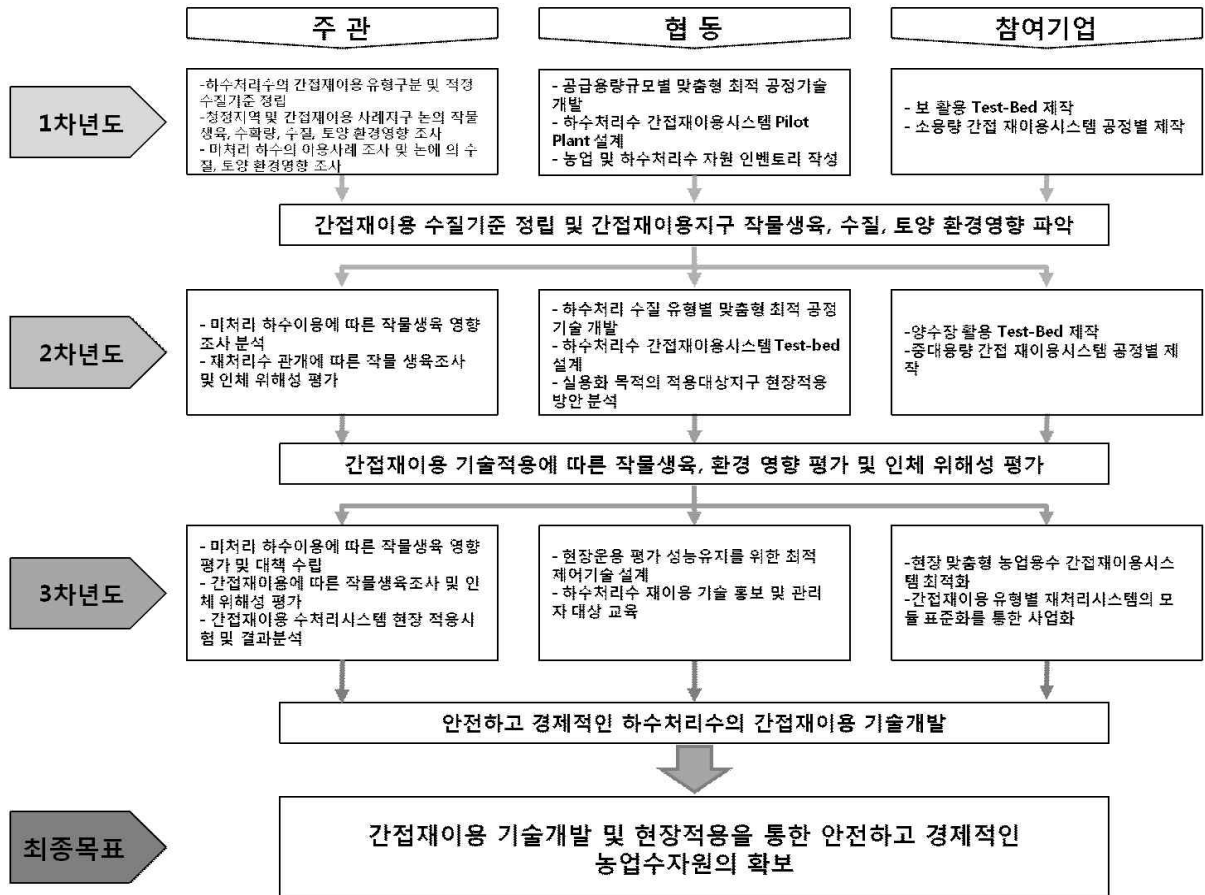 주 관
협 동
참여기업
1차년도
-하수처리수의 간접재이용 유형구분 및 적정
수질기준 정립
-청정지역 및 간접재이용 사례지구 논의 작물
생육, 수확량, 수질, 토양 환경영향 조사
- 미처리 하수의 이용사례 조사 및 논에 의 수
질, 토양 환경영향 조사
- 공급용량규모별 맞춤형 최적 공정기술
개발
- 하수처리수 간접재이용시스템 Pilot
Plant 설계
- 농업 및 하수처리수 자원 인벤토리 작성
- 보 활용 Test-Bed 제작
- 소용량 간접 재이용시스템 공정별 제작
간접재이용 수질기준 정립 및 간접재이용지구 작물생육, 수질, 토양 환경영향 파악
2차년도
- 미처리 하수이용에 따른 작물생육 영향
조사 분석
- 재처리수 관개에 따른 작물 생육조사
및 인체 위해성 평가
- 하수처리 수질 유형별 맞춤형 최적 공정
기술 개발
- 하수처리수 간접재이용시스템 Test-bed
설계
- 실용화 목적의 적용대상지구 현장적용
방안 분석
-양수장 활용 Test-Bed 제작
-중대용량 간접 재이용시스템 공정별 제
작
간접재이용 기술적용에 따른 작물생육, 환경 영향 평가 및 인체 위해성 평가
3차년도
- 미처리 하수이용에 따른 작물생육 영향
평가 및 대책 수립
- 간접재이용에 따른 작물생육조사 및 인
체 위해성 평가
- 간접재이용 수처리시스템 현장 적용시
험 및 결과분석
- 현장운용 평가 성능유지를 위한 최적
제어기술 설계
- 하수처리수 재이용 기술 홍보 및 관리
자 대상 교육
-현장 맞춤형 농업용수 간접재이용시스
템 최적화
-간접재이용 유형별 재처리시스템의 모
듈 표준화를 통한 사업화
안전하고 경제적인 하수처리수의 간접재이용 기술개발
최종목표
간접재이용 기술개발 및 현장적용을 통한 안전하고 경제적인
농업수자원의 확보